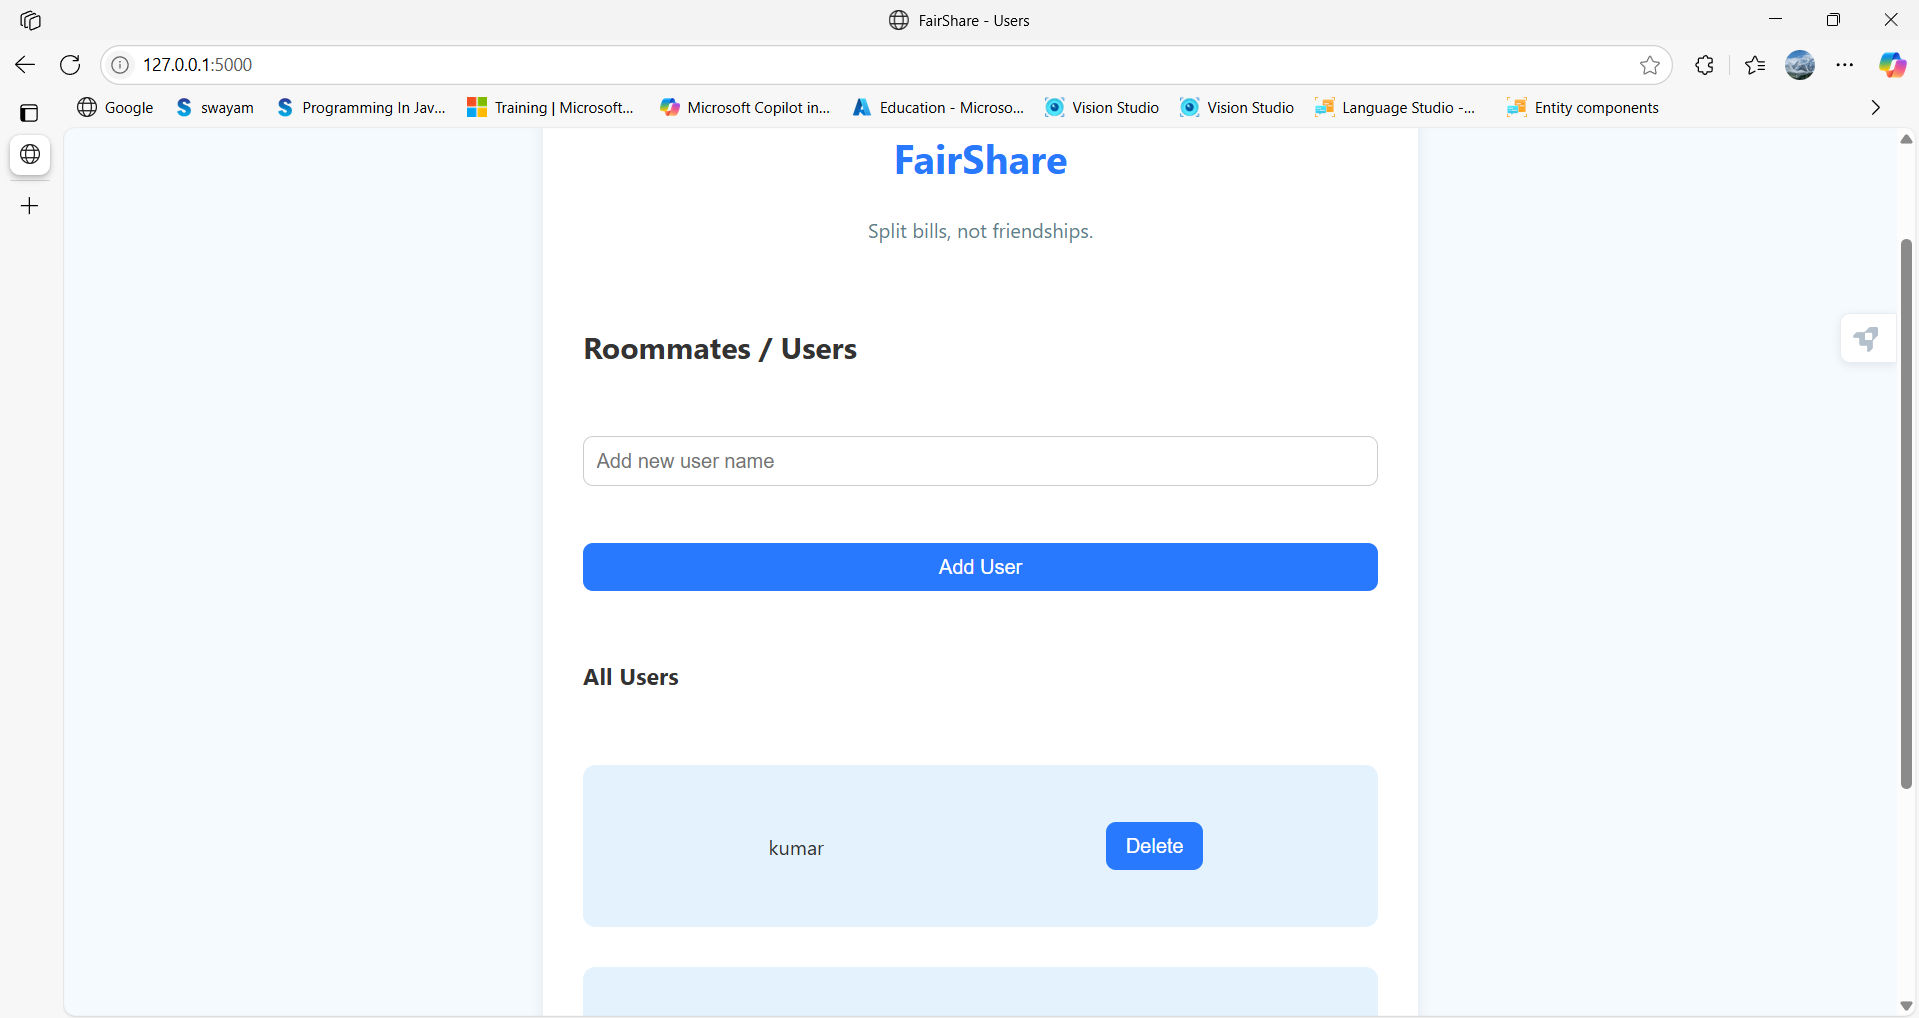 FairShare - Users
127.0.0.1:5000
Google swayam Programming In Jav... Training | Microsoft... Microsoft Copilot in... Education - Microso... Vision Studio Vision Studio Language Studio -... Entity components
FairShare
Split bills, not friendships.
Roommates / Users
Add new user name
Add User
All Users
kumar Delete